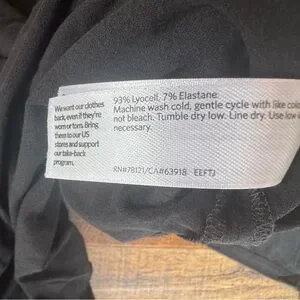 We want our clothes
back, even if they're
worn or torn. Bring
them to our US
stores and support
our take-back
program.
93% Lyocell, 7% Elastane
Machine wash cold, gentle cycle with like colo
not bleach. Tumble dry low. Line dry. Use low
necessary.
RN#78121/CA#63918 EEFTJ